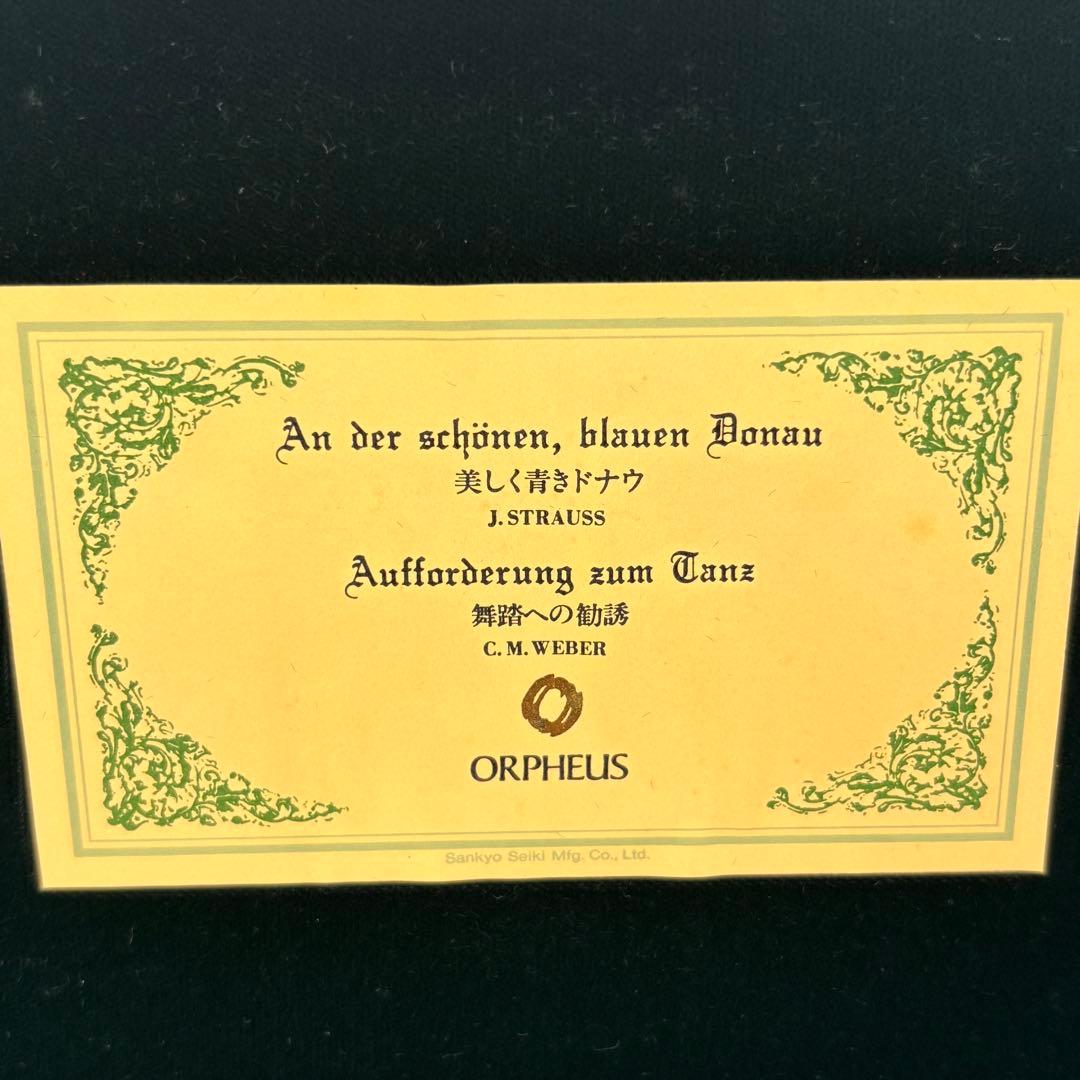 An der schönen, blauen Donau
美しく青きドナウ
J. STRAUSS
Aufforderung zum Tanz
舞踏への勧誘
C. M. WEBER
ORPHEUS
Sankyo Seiki Mfg. Co., Ltd.